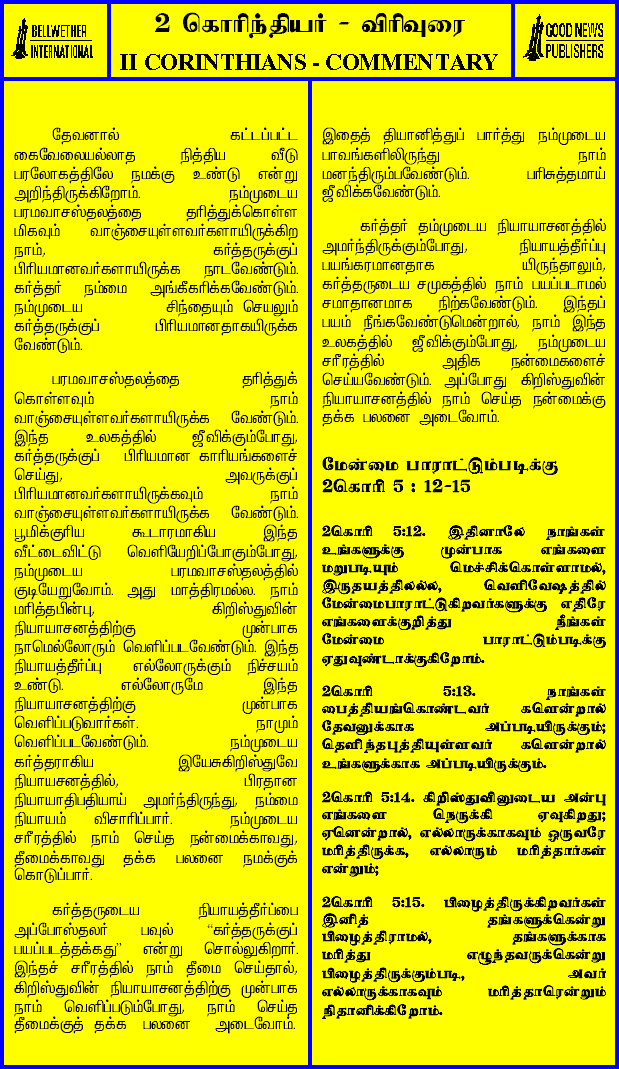 BELLWETHER
INTERNATIONAL
2 கொரிந்தியர் - விரிவுரை
II CORINTHIANS - COMMENTARY
GOOD NEWS
PUBLISHERS
தேவனால் கட்டப்பட்ட
கைவேலையல்லாத நித்திய வீடு
பரலோகத்திலே நமக்கு உண்டு என்று
அறிந்திருக்கிறோம். நம்முடைய
பரமவாசஸ்தலத்தை தரித்துக்கொள்ள
மிகவும் வாஞ்சையுள்ளவர்களாயிருக்கிற
நாம், கர்த்தருக்குப்
பிரியமானவர்களாயிருக்க நாடவேண்டும்.
கர்த்தர் நம்மை அங்கீகரிக்கவேண்டும்.
நம்முடைய சிந்தையும் செயலும்
கர்த்தருக்குப் பிரியமானதாகயிருக்க
வேண்டும்.
பரமவாசஸ்தலத்தை தரித்துக்
கொள்ளவும் நாம்
வாஞ்சையுள்ளவர்களாயிருக்க வேண்டும்.
இந்த உலகத்தில் ஜீவிக்கும்போது,
கர்த்தருக்குப் பிரியமான காரியங்களைச்
செய்து, அவருக்குப்
பிரியமானவர்களாயிருக்கவும் நாம்
வாஞ்சையுள்ளவர்களாயிருக்க வேண்டும்.
பூமிக்குரிய கூடாரமாகிய இந்த
வீட்டைவிட்டு வெளியேறிப்போகும்போது,
நம்முடைய பரமவாசஸ்தலத்தில்
குடியேறுவோம். அது மாத்திரமல்ல. நாம்
மரித்தபின்பு, கிறிஸ்துவின்
நியாயாசனத்திற்கு முன்பாக
நாமெல்லோரும் வெளிப்படவேண்டும். இந்த
நியாயத்தீர்ப்பு எல்லோருக்கும் நிச்சயம்
உண்டு. எல்லோருமே இந்த
நியாயாசனத்திற்கு முன்பாக
வெளிப்படுவார்கள். நாமும்
வெளிப்படவேண்டும். நம்முடைய
கர்த்தராகிய இயேசுகிறிஸ்துவே
நியாயசனத்தில், பிரதான
நியாயாதிபதியாய் அமர்ந்திருந்து, நம்மை
நியாயம் விசாரிப்பார். நம்முடைய
சரீரத்தில் நாம் செய்த நன்மைக்காவது,
தீமைக்காவது தக்க பலனை நமக்குக்
கொடுப்பார்.
கர்த்தருடைய நியாயத்தீர்ப்பை
அப்போஸ்தலர் பவுல் “கர்த்தருக்குப்
பயப்படத்தக்கது” என்று சொல்லுகிறார்.
இந்தச் சரீரத்தில் நாம் தீமை செய்தால்,
கிறிஸ்துவின் நியாயாசனத்திற்கு முன்பாக
நாம் வெளிப்படும்போது, நாம் செய்த
தீமைக்குத் தக்க பலனை அடைவோம்.
இதைத் தியானித்துப் பார்த்து நம்முடைய
பாவங்களிலிருந்து நாம்
மனந்திரும்பவேண்டும். பரிசுத்தமாய்
ஜீவிக்கவேண்டும்.
கர்த்தர் தம்முடைய நியாயாசனத்தில்
அமர்ந்திருக்கும்போது, நியாயத்தீர்ப்பு
பயங்கரமானதாக யிருந்தாலும்,
கர்த்தருடைய சமுகத்தில் நாம் பயப்படாமல்
சமாதானமாக நிற்கவேண்டும். இந்தப்
பயம் நீங்கவேண்டுமென்றால், நாம் இந்த
உலகத்தில் ஜீவிக்கும்போது, நம்முடைய
சரீரத்தில் அதிக நன்மைகளைச்
செய்யவேண்டும். அப்போது கிறிஸ்துவின்
நியாயாசனத்தில் நாம் செய்த நன்மைக்கு
தக்க பலனை அடைவோம்.
மேன்மை பாராட்டும்படிக்கு
2கொரி 5 : 12-15
2கொரி 5:12. இதினாலே நாங்கள்
உங்களுக்கு முன்பாக எங்களை
மறுபடியும் மெச்சிக்கொள்ளாமல்,
இருதயத்திலல்ல, வெளிவேஷத்தில்
மேன்மைபாராட்டுகிறவர்களுக்கு எதிரே
எங்களைக்குறித்து நீங்கள்
மேன்மை பாராட்டும்படிக்கு
ஏதுவுண்டாக்குகிறோம்.
2கொரி 5:13. நாங்கள்
பைத்தியங்கொண்டவர் களென்றால்
தேவனுக்காக அப்படியிருக்கும்;
தெளிந்தபுத்தியுள்ளவர் களென்றால்
உங்களுக்காக அப்படியிருக்கும்.
2கொரி 5:14. கிறிஸ்துவினுடைய அன்பு
எங்களை நெருக்கி ஏவுகிறது;
ஏனென்றால், எல்லாருக்காகவும் ஒருவரே
மரித்திருக்க, எல்லாரும் மரித்தார்கள்
என்றும்;
2கொரி 5:15. பிழைத்திருக்கிறவர்கள்
இனித் தங்களுக்கென்று
பிழைத்திராமல், தங்களுக்காக
மரித்து எழுந்தவருக்கென்று
பிழைத்திருக்கும்படி, அவர்
எல்லாருக்காகவும் மரித்தாரென்றும்
நிதானிக்கிறோம்.